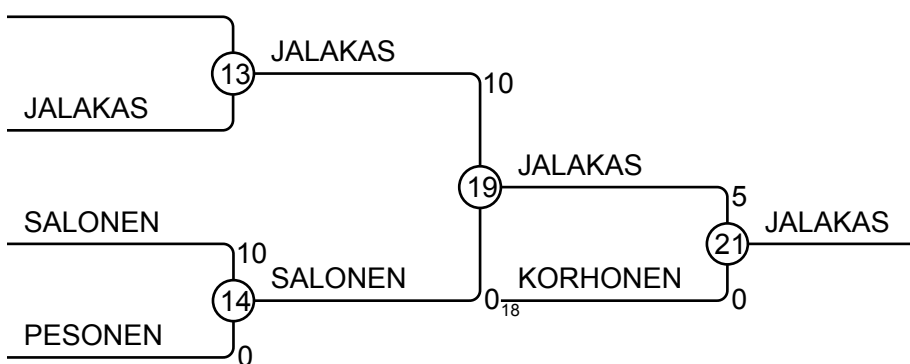 JALAKAS
13
10
JALAKAS
JALAKAS
19
5
SALONEN
JALAKAS
21
10
SALONEN
KORHONEN
14
0
18
0
PESONEN
0